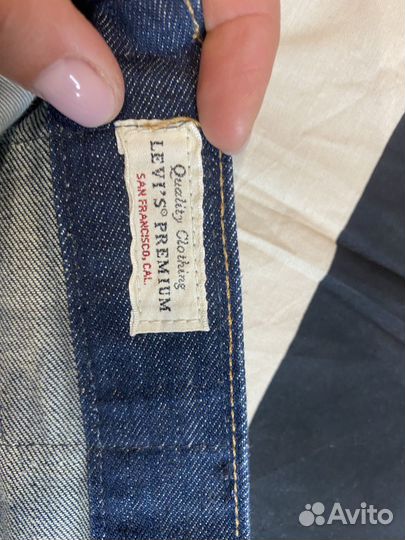 Quality Clothing
LEVI'S® PREMIUM
SAN FRANCISCO, CAL.
Avito